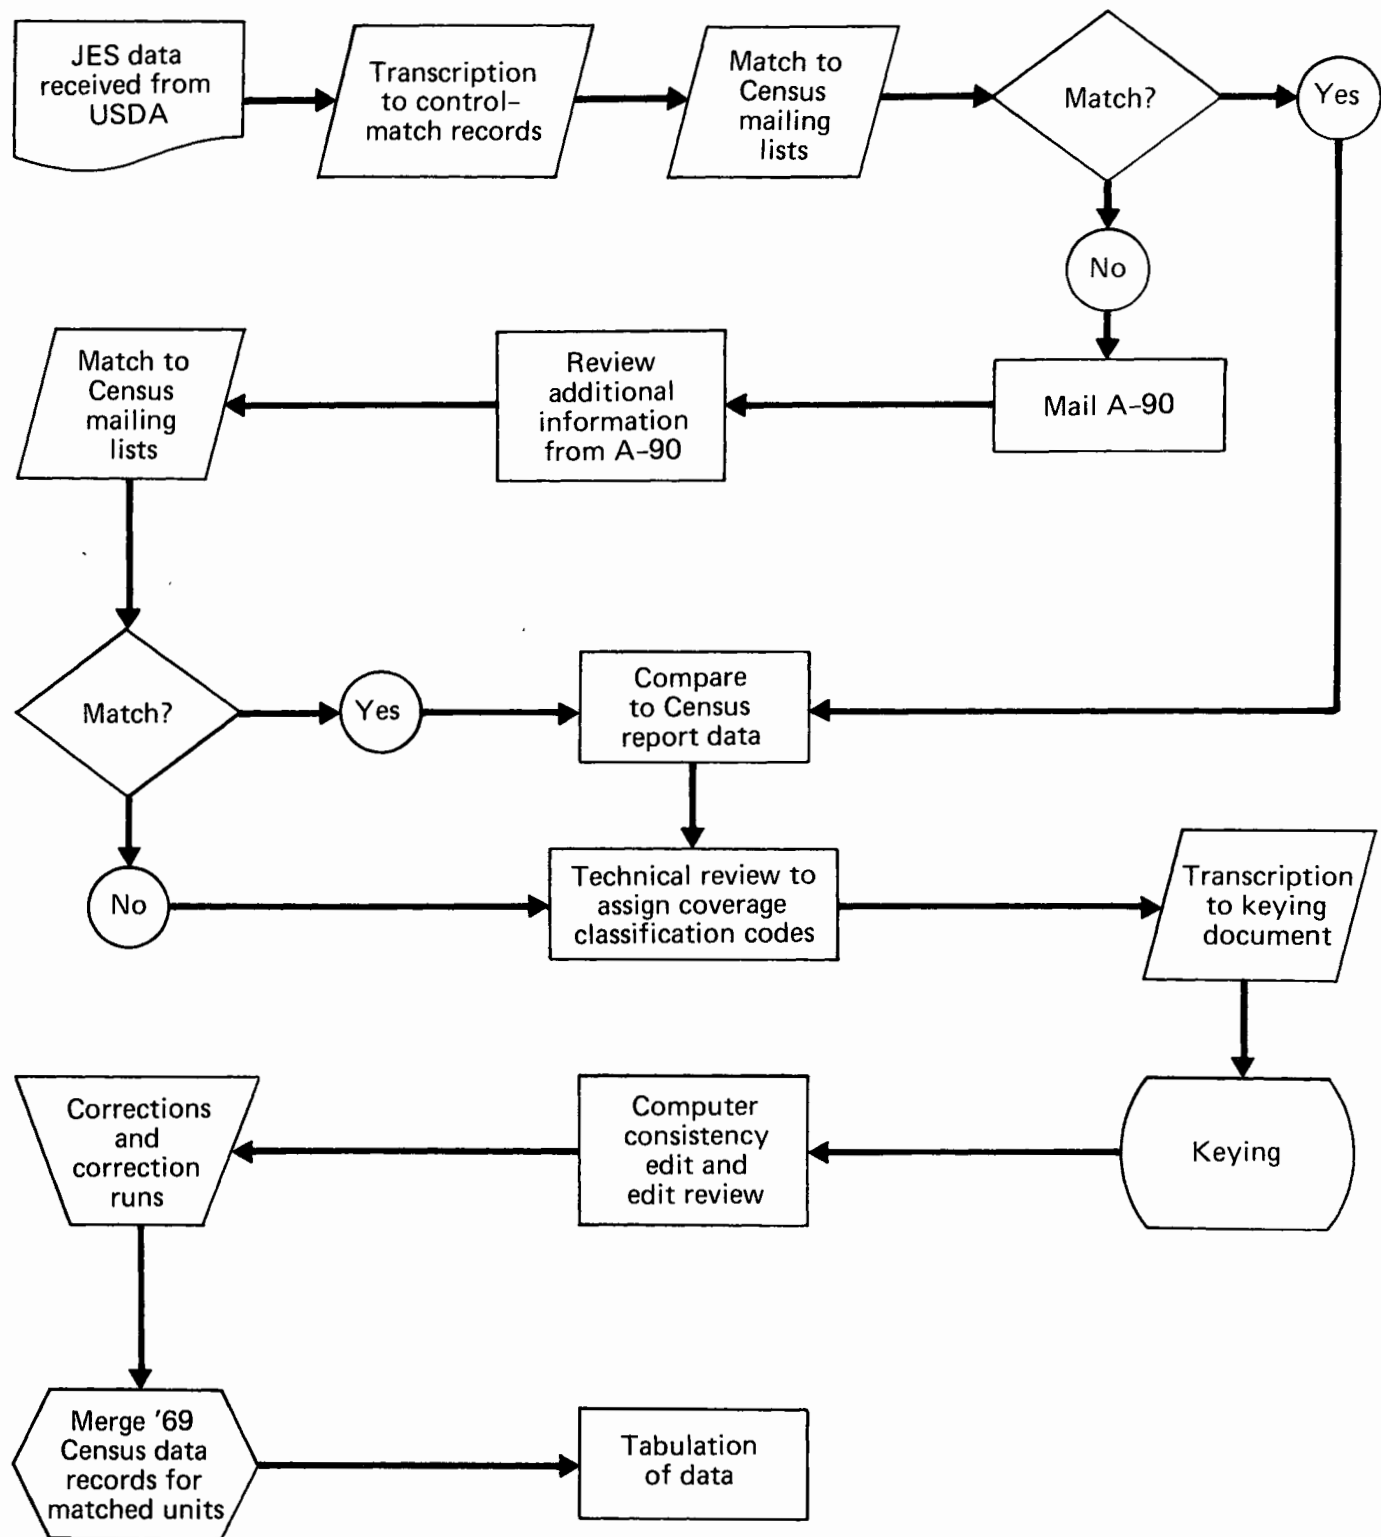 JES data
received from
USDA
Transcription
to control-
match records
Match to
Census
mailing
lists
Match?
Yes
No
Mail A-90
Review
additional
information
from A-90
Match to
Census
mailing
lists
Match?
Yes
Compare
to Census
report data
No
Technical review to
assign coverage
classification codes
Transcription
to keying
document
Keying
Computer
consistency
edit and
edit review
Corrections
and
correction
runs
Merge '69
Census data
records for
matched units
Tabulation
of data